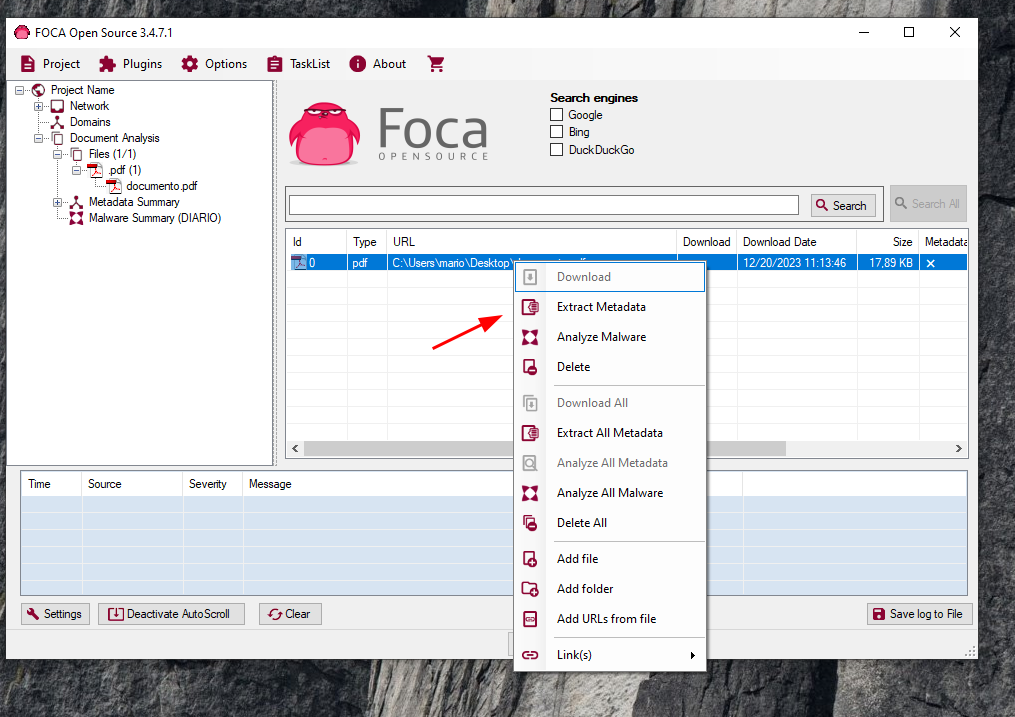 FOCA Open Source 3.4.7.1
Project Plugins Options TaskList About
Project Name
Network
Domains
Document Analysis
Files (1/1)
.pdf (1)
documento.pdf
Metadata Summary
Malware Summary (DIARIO)
Foca
OPENSOURCE
Search engines
Google
Bing
DuckDuckGo
Search Search All
Id Type URL Download Download Date Size Metadata
0 pdf C:\Users\mario\Desktop\ 12/20/2023 11:13:46 17,89 KB ×
Download
Extract Metadata
Analyze Malware
Delete
Download All
Extract All Metadata
Analyze All Metadata
Analyze All Malware
Delete All
Add file
Add folder
Add URLs from file
Link(s)
Time Source Severity Message
Settings Deactivate AutoScroll Clear Save log to File